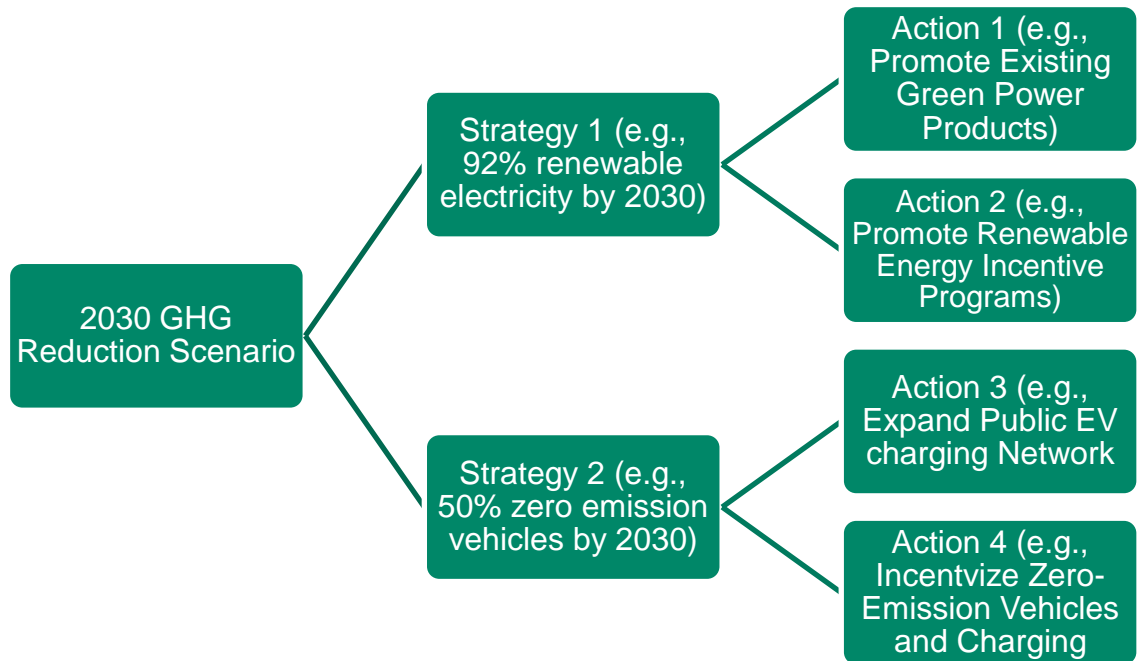 2030 GHG
Reduction Scenario
Strategy 1 (e.g.,
92% renewable
electricity by 2030)
Action 1 (e.g.,
Promote Existing
Green Power
Products)
Action 2 (e.g.,
Promote Renewable
Energy Incentive
Programs)
Strategy 2 (e.g.,
50% zero emission
vehicles by 2030)
Action 3 (e.g.,
Expand Public EV
charging Network
Action 4 (e.g.,
Incentvize Zero-
Emission Vehicles
and Charging